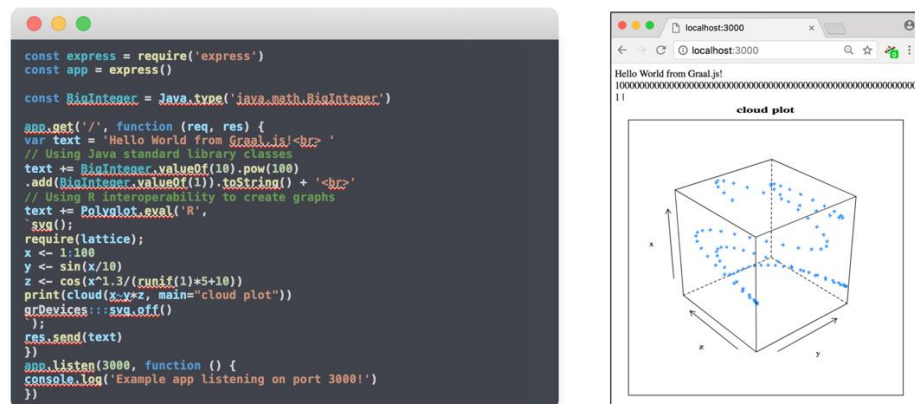 const express = require('express')
const app = express()
const BigInteger = Java.type('java.math.BigInteger')
app.get('/', function (req, res) {
var text = 'Hello World from Graal.js!<br> '
// Using Java standard library classes
text += BigInteger.valueOf(10).pow(100)
.add(BigInteger.valueOf(1)).toString() + '<br>'
// Using R interoperability to create graphs
text += Polyglot.eval('R',
`svg();
require(lattice);
x <- 1:100
y <- sin(x/10)
z <- cos(x^1.3/(runif(1)*5+10))
print(cloud(x~y*z, main="cloud plot"))
grDevices:::svg.off()
`);
res.send(text)
})
app.listen(3000, function () {
console.log('Example app listening on port 3000!')
})
localhost:3000
localhost:3000
Hello World from Graal.js!
1 |
cloud plot
x
z
y